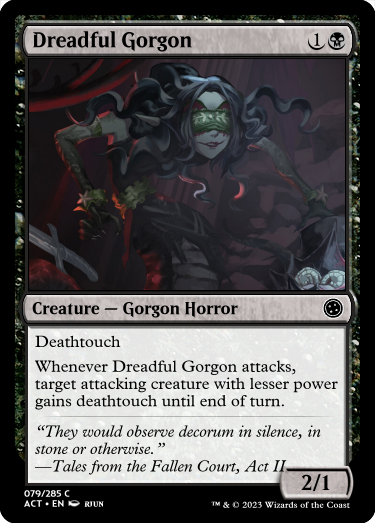 Dreadful Gorgon 1
Creature — Gorgon Horror
Deathtouch
Whenever Dreadful Gorgon attacks,
target attacking creature with lesser power
gains deathtouch until end of turn.
“They would observe decorum in silence, in
stone or otherwise.”
—Tales from the Fallen Court, Act II
2/1
079/285 C
ACT • EN RJUN ™ & © 2023 Wizards of the Coast